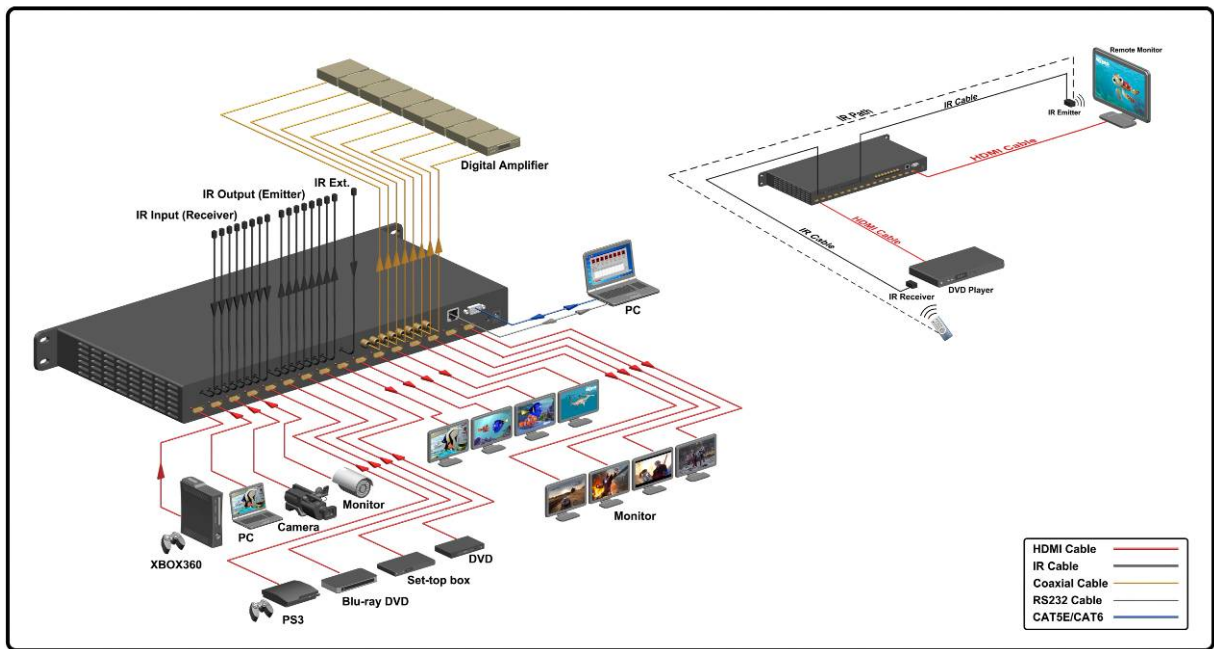 Remote Monitor
IR Cable
IR Emitter
IR Path
HDMI Cable
Digital Amplifier
IR Ext.
IR Output (Emitter)
IR Input (Receiver)
HDMI Cable
IR Cable
DVD Player
IR Receiver
PC
Monitor
PC
Camera
XBOX360
Monitor
DVD
Set-top box
Blu-ray DVD
PS3
HDMI Cable
IR Cable
Coaxial Cable
RS232 Cable
CAT5E/CAT6